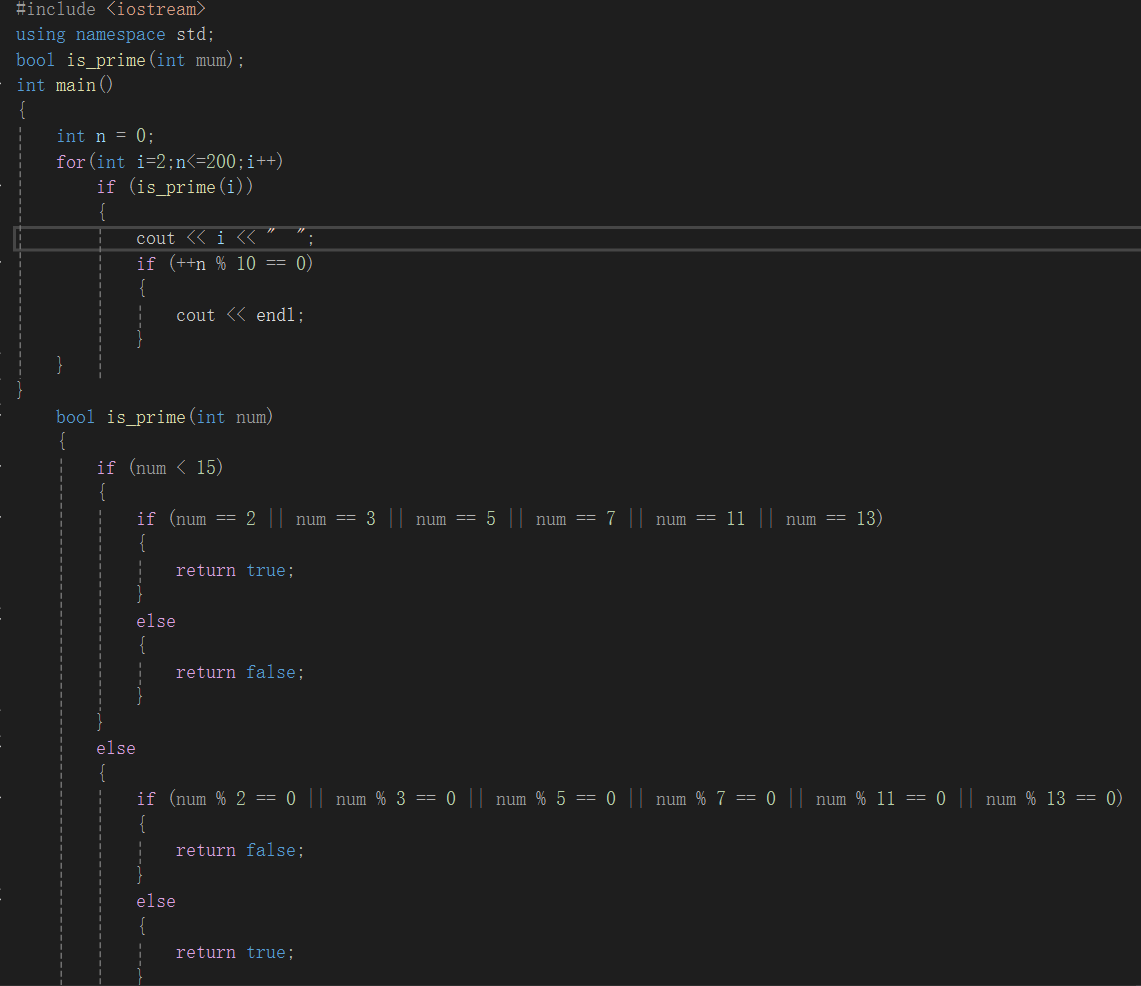 #include <iostream>
using namespace std;
bool is_prime(int mum);
int main()
{
    int n = 0;
    for(int i=2;n<=200;i++)
        if (is_prime(i))
        {
            cout << i << "  ";
            if (++n % 10 == 0)
            {
                cout << endl;
            }
    }
}
    bool is_prime(int num)
    {
        if (num < 15)
        {
            if (num == 2 || num == 3 || num == 5 || num == 7 || num == 11 || num == 13)
            {
                return true;
            }
            else
            {
                return false;
            }
        }
        else
        {
            if (num % 2 == 0 || num % 3 == 0 || num % 5 == 0 || num % 7 == 0 || num % 11 == 0 || num % 13 == 0)
            {
                return false;
            }
            else
            {
                return true;
            }